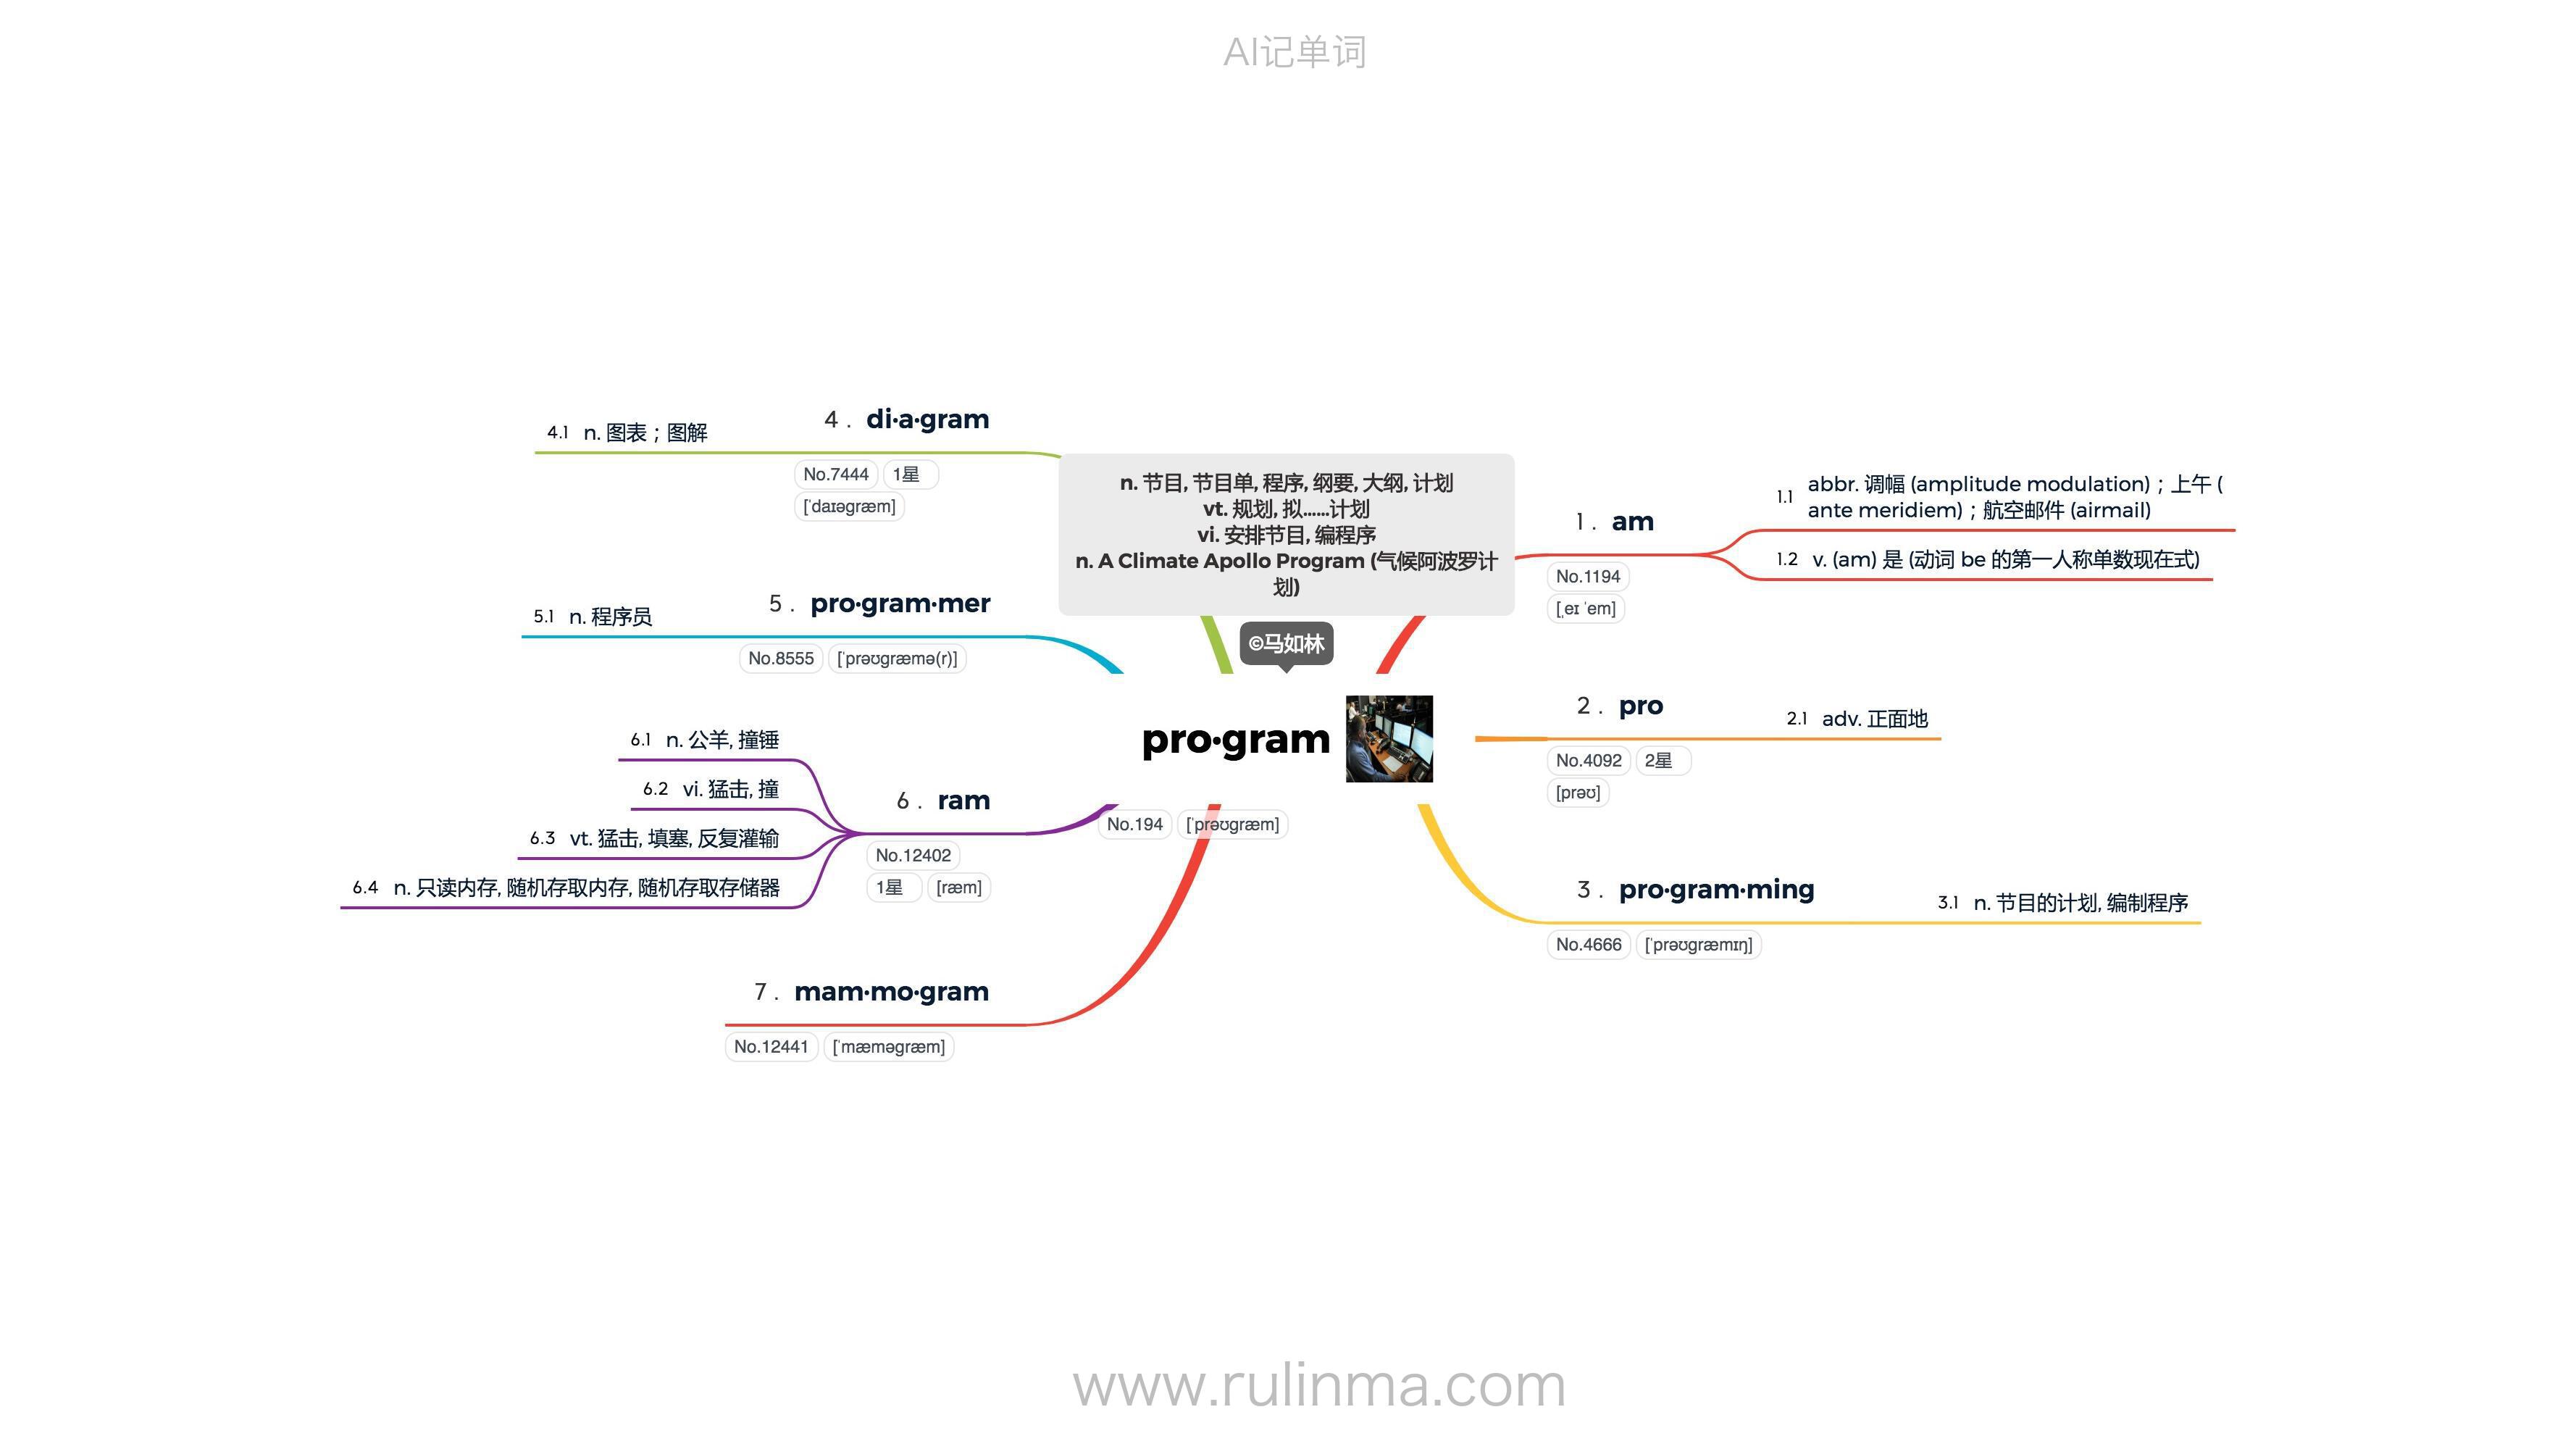 AI记单词
n. 节目, 节目单, 程序, 纲要, 大纲, 计划
vt. 规划, 拟......计划
vi. 安排节目, 编程序
n. A Climate Apollo Program (气候阿波罗计
划)
©马如林
pro·gram
No.194 [ˈprəʊɡræm]
1 . am
No.1194
[ˌeɪ ˈem]
1.1 abbr. 调幅 (amplitude modulation)；上午 (
ante meridiem)；航空邮件 (airmail)
1.2 v. (am) 是 (动词 be 的第一人称单数现在式)
2 . pro
No.4092 2星
[prəʊ]
2.1 adv. 正面地
3 . pro·gram·ming
No.4666 [ˈprəʊɡræmɪŋ]
3.1 n. 节目的计划, 编制程序
4 . di·a·gram
No.7444 1星
[ˈdaɪəɡræm]
4.1 n. 图表；图解
5 . pro·gram·mer
No.8555 [ˈprəʊɡræmə(r)]
5.1 n. 程序员
6 . ram
No.12402
1星 [ræm]
6.1 n. 公羊, 撞锤
6.2 vi. 猛击, 撞
6.3 vt. 猛击, 填塞, 反复灌输
6.4 n. 只读内存, 随机存取内存, 随机存取存储器
7 . mam·mo·gram
No.12441 [ˈmæməɡræm]
www.rulinma.com